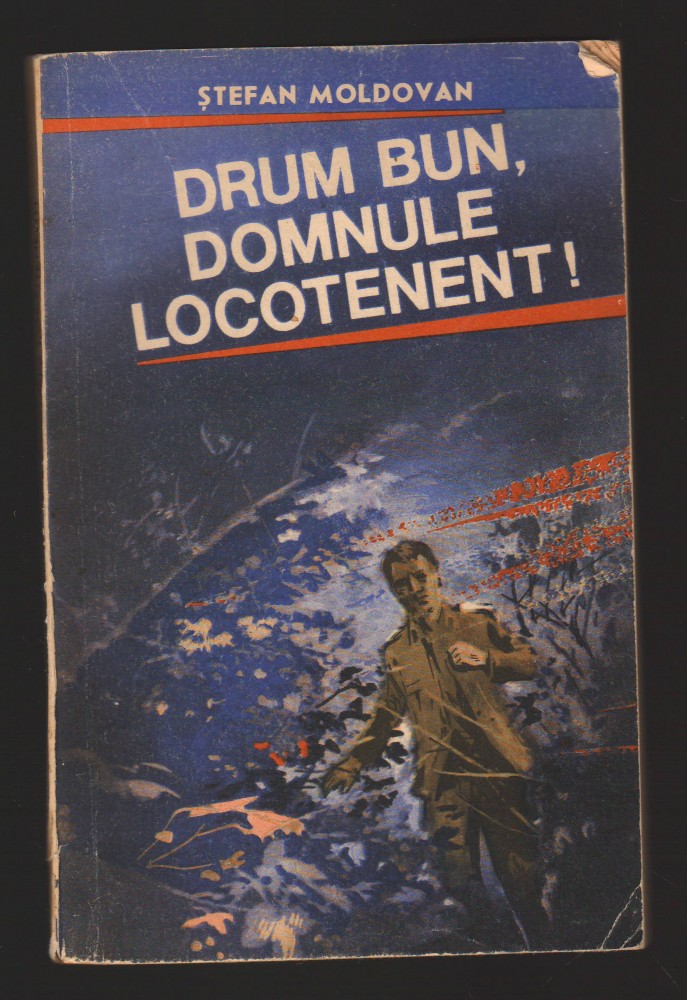 ȘTEFAN MOLDOVAN
DRUM BUN,
DOMNULE
LOCOTENENT!